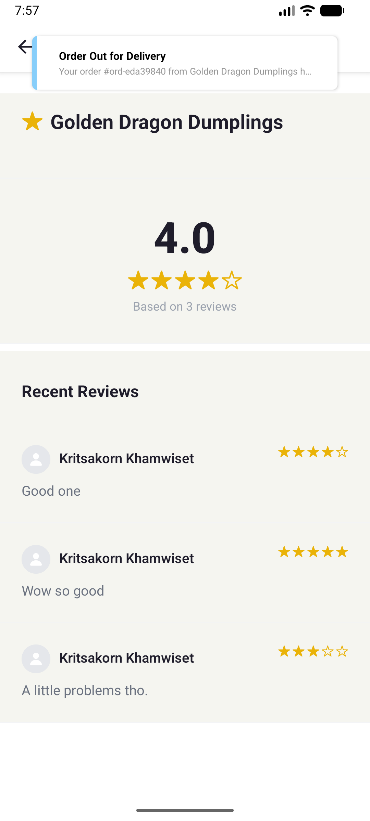 7:57
Order Out for Delivery
Your order #ord-eda39840 from Golden Dragon Dumplings h...
Golden Dragon Dumplings
4.0
Based on 3 reviews
Recent Reviews
Kritsakorn Khamwiset
Good one
Kritsakorn Khamwiset
Wow so good
Kritsakorn Khamwiset
A little problems tho.